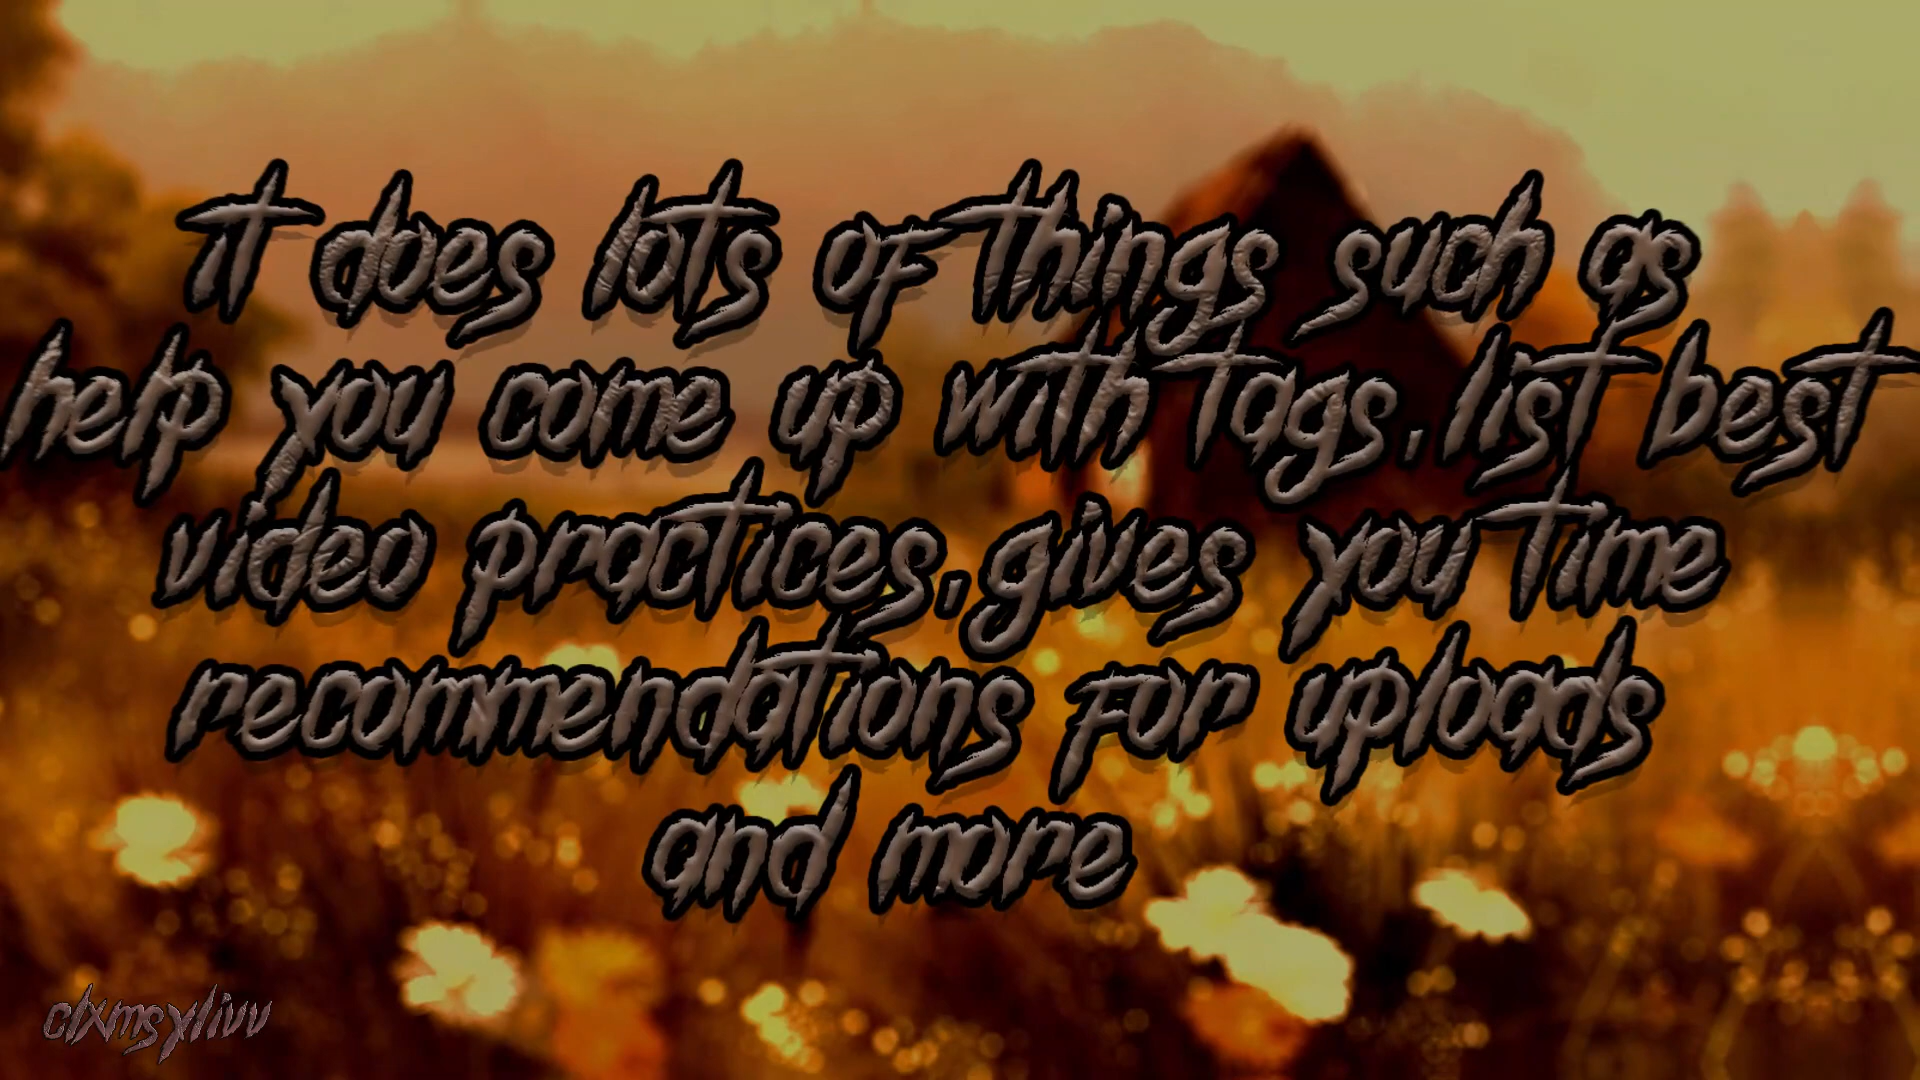 it does lots of things such as
help you come up with tags, list best
video practices, gives you time
recommendations for uploads
and more
clxmsylivv